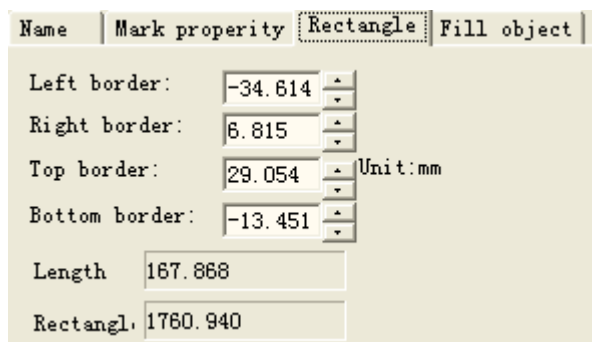 Name Mark properity Rectangle Fill object
Left border: -34.614
Right border: 6.815
Top border: 29.054 Unit:mm
Bottom border: -13.451
Length 167.868
Rectangl 1760.940